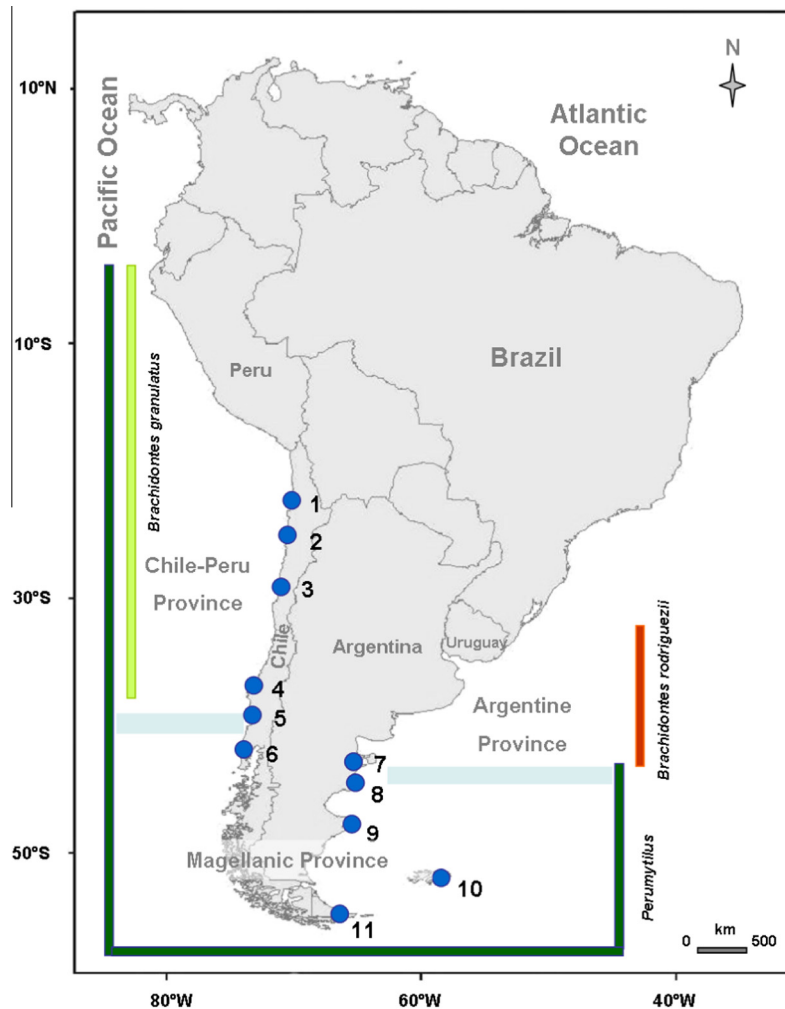 N
10°N
Pacific Ocean
Atlantic
Ocean
10°S
Brazil
Peru
Brachidontes granulatus
1
2
Chile-Peru
Province
3
30°S
Chile
Argentina
Uruguay
Brachidontes rodriguezii
4
5
6
Argentine
Province
7
8
9
50°S
Magellanic Province
10
11
Perumytilus
km
0
500
80°W
60°W
40°W